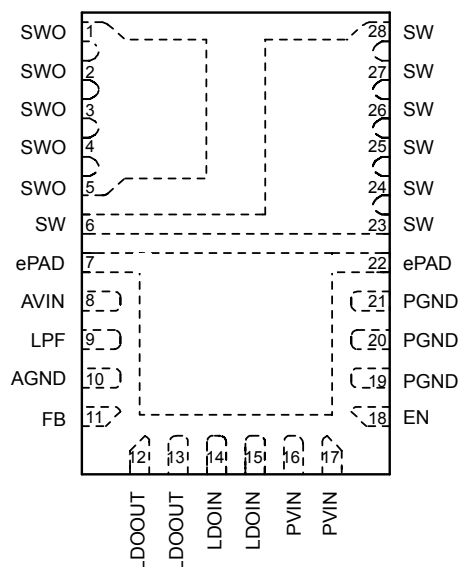 SWO 1 28 SW
SWO 2 27 SW
SWO 3 26 SW
SWO 4 25 SW
SWO 5 24 SW
SW 6 23 SW
ePAD 7 22 ePAD
AVIN 8 21 PGND
LPF 9 20 PGND
AGND 10 19 PGND
FB 11 18 EN
12 13 14 15 16 17
LDOOUT
LDOOUT
LDOIN
LDOIN
PVIN
PVIN